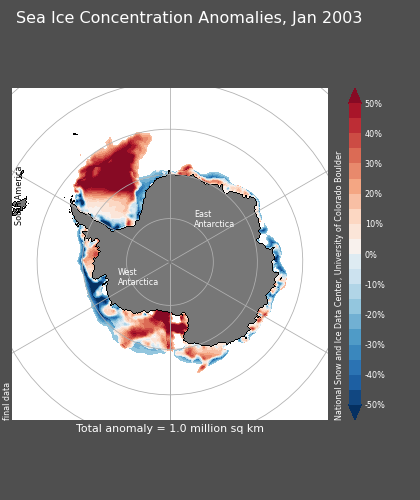 Sea Ice Concentration Anomalies, Jan 2003
South America
East
Antarctica
West
Antarctica
50%
40%
30%
20%
10%
0%
-10%
-20%
-30%
-40%
-50%
National Snow and Ice Data Center, University of Colorado Boulder
final data
Total anomaly = 1.0 million sq km